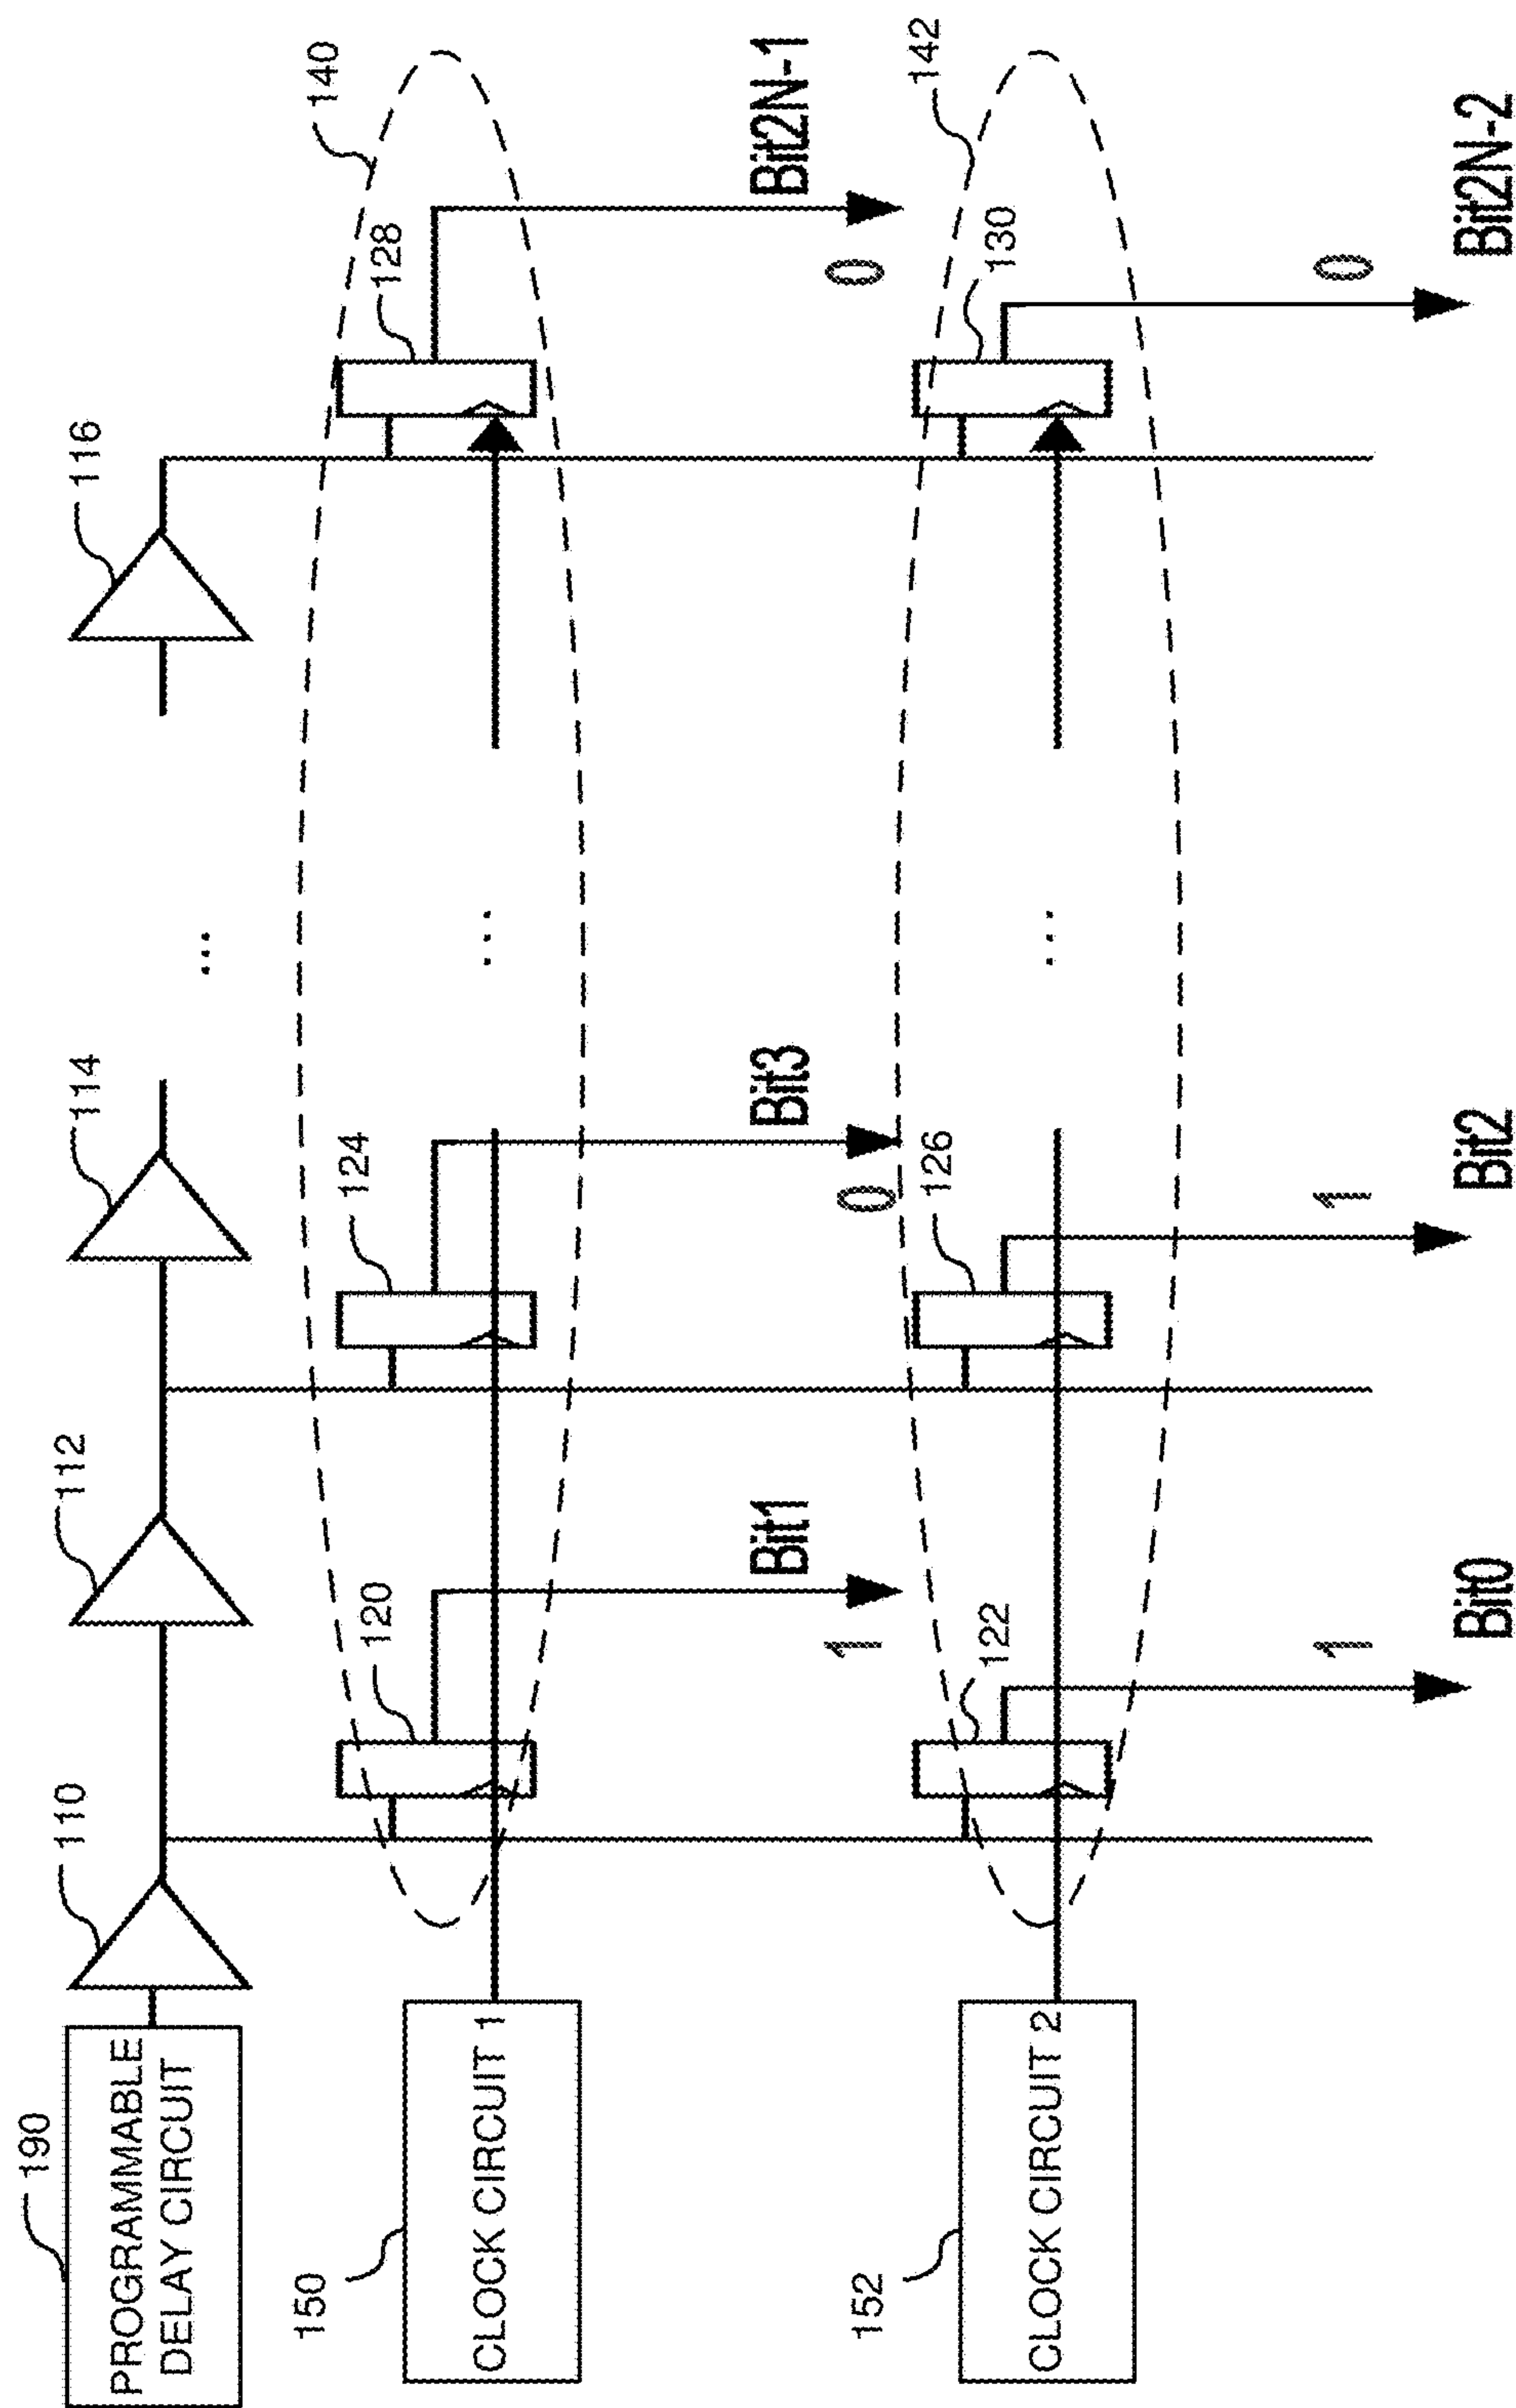 190
PROGRAMMABLE
DELAY CIRCUIT
110
112
114
...
116
140
150
CLOCK CIRCUIT 1
120
124
...
128
1
Bit1
0
Bit3
0
Bit2N-1
142
152
CLOCK CIRCUIT 2
122
126
...
130
1
Bit0
1
Bit2
0
Bit2N-2